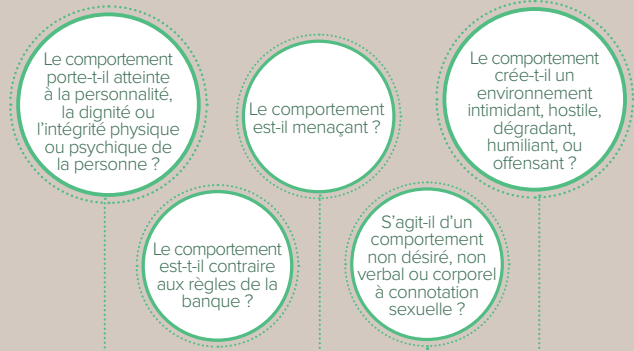 Le comportement
porte-t-il atteinte
à la personnalité,
la dignité ou
l'intégrité physique
ou psychique de
la personne ?
Le comportement
est-il menaçant ?
Le comportement
crée-t-il un
environnement
intimidant, hostile,
dégradant,
humiliant, ou
offensant ?
Le comportement
est-t-il contraire
aux règles de la
banque ?
S'agit-il d'un
comportement
non désiré, non
verbal ou corporel
à connotation
sexuelle ?